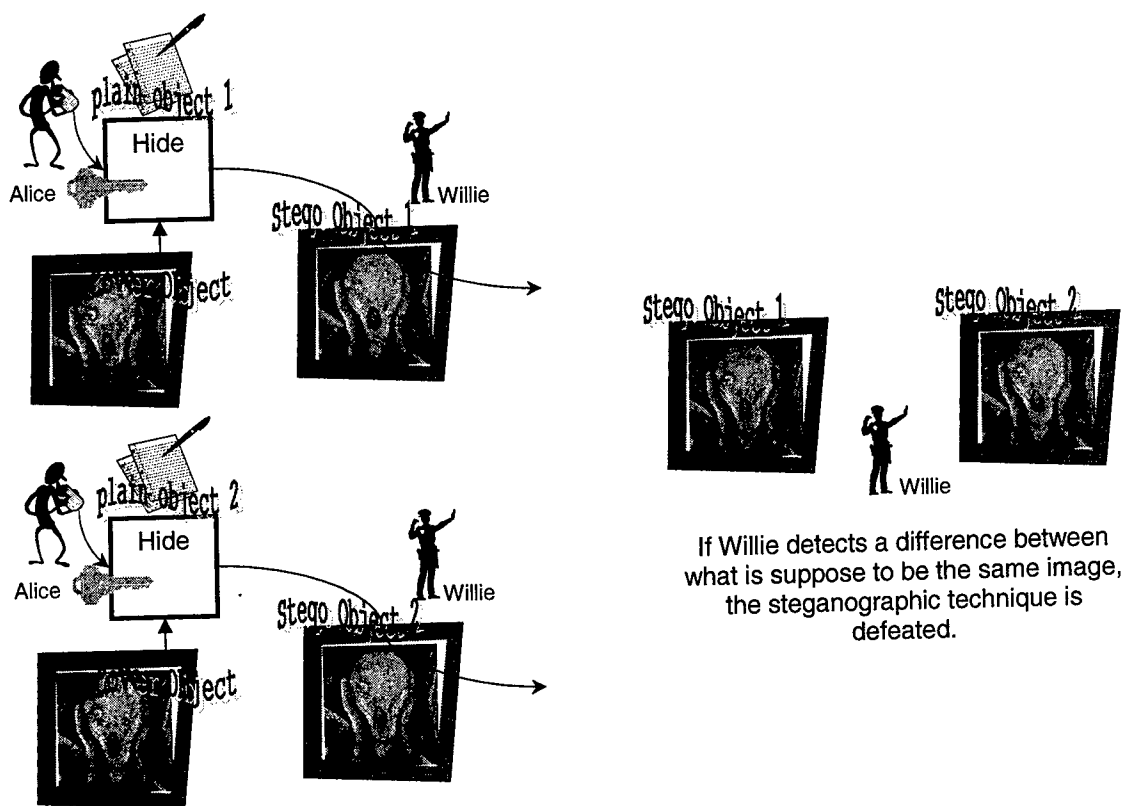 plain object 1
Hide
Alice
Willie
Stego Object 1
Cover Object
plain object 2
Hide
Alice
Willie
Stego Object 2
Cover Object
Stego Object 1
Stego Object 2
Willie
If Willie detects a difference between
what is suppose to be the same image,
the steganographic technique is
defeated.